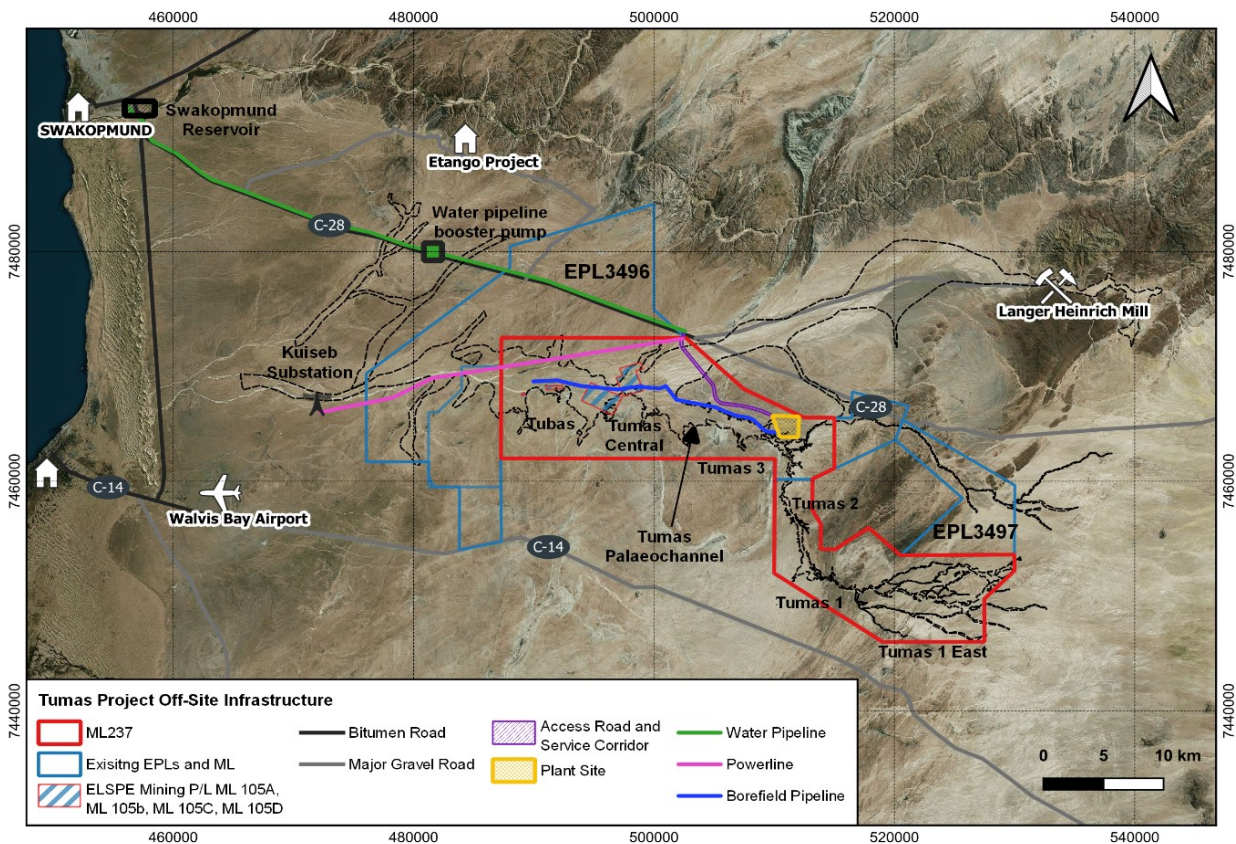 460000
480000
500000
520000
540000
Swakopmund
Reservoir
SWAKOPMUND
Etango Project
Water pipeline
booster pump
C-28
7480000
7480000
EPL3496
Langer Heinrich Mill
Kuiseb
Substation
C-28
Tubas
Tumas
Central
Tumas 3
7460000
7460000
C-14
Walvis Bay Airport
Tumas 2
EPL3497
Tumas
Palaeochannel
C-14
Tumas 1
Tumas 1 East
7440000
7440000
Tumas Project Off-Site Infrastructure
ML237
Exisitng EPLs and ML
ELSPE Mining P/L ML 105A,
ML 105b, ML 105C, ML 105D
Bitumen Road
Major Gravel Road
Access Road and
Service Corridor
Plant Site
Water Pipeline
Powerline
Borefield Pipeline
0 5 10 km
460000
480000
500000
520000
540000